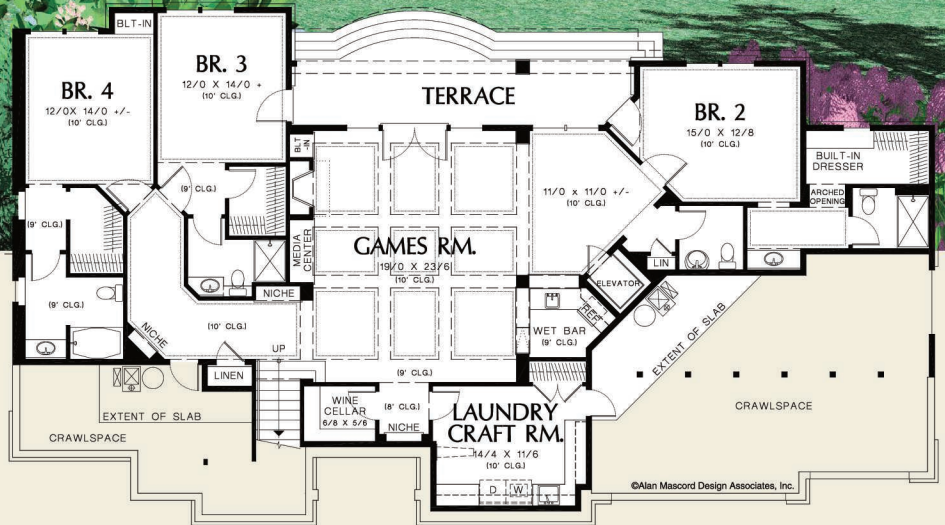 BLT-IN
BR. 4
12/0X 14/0 +/-
(10' CLG.)
BR. 3
12/0 X 14/0 +
(10' CLG.)
TERRACE
BR. 2
15/0 X 12/8
(10' CLG.)
BLT
-IN
BUILT-IN
DRESSER
ARCHED
OPENING
(9' CLG.)
(9' CLG.)
11/0 x 11/0 +/-
(10' CLG.)
MEDIA
CENTER
GAMES RM.
19/0 X 23/6
(10' CLG.)
LIN
ELEVATOR
NICHE
(9' CLG.)
NICHE
(10' CLG.)
REF
WET BAR
(9' CLG.)
EXTENT OF SLAB
UP
(9' CLG.)
LINEN
WINE
CELLAR
6/8 X 5/6
(8' CLG.)
NICHE
LAUNDRY
CRAFT RM.
14/4 X 11/6
(10' CLG.)
D
W
EXTENT OF SLAB
CRAWLSPACE
CRAWLSPACE
©Alan Mascord Design Associates, Inc.